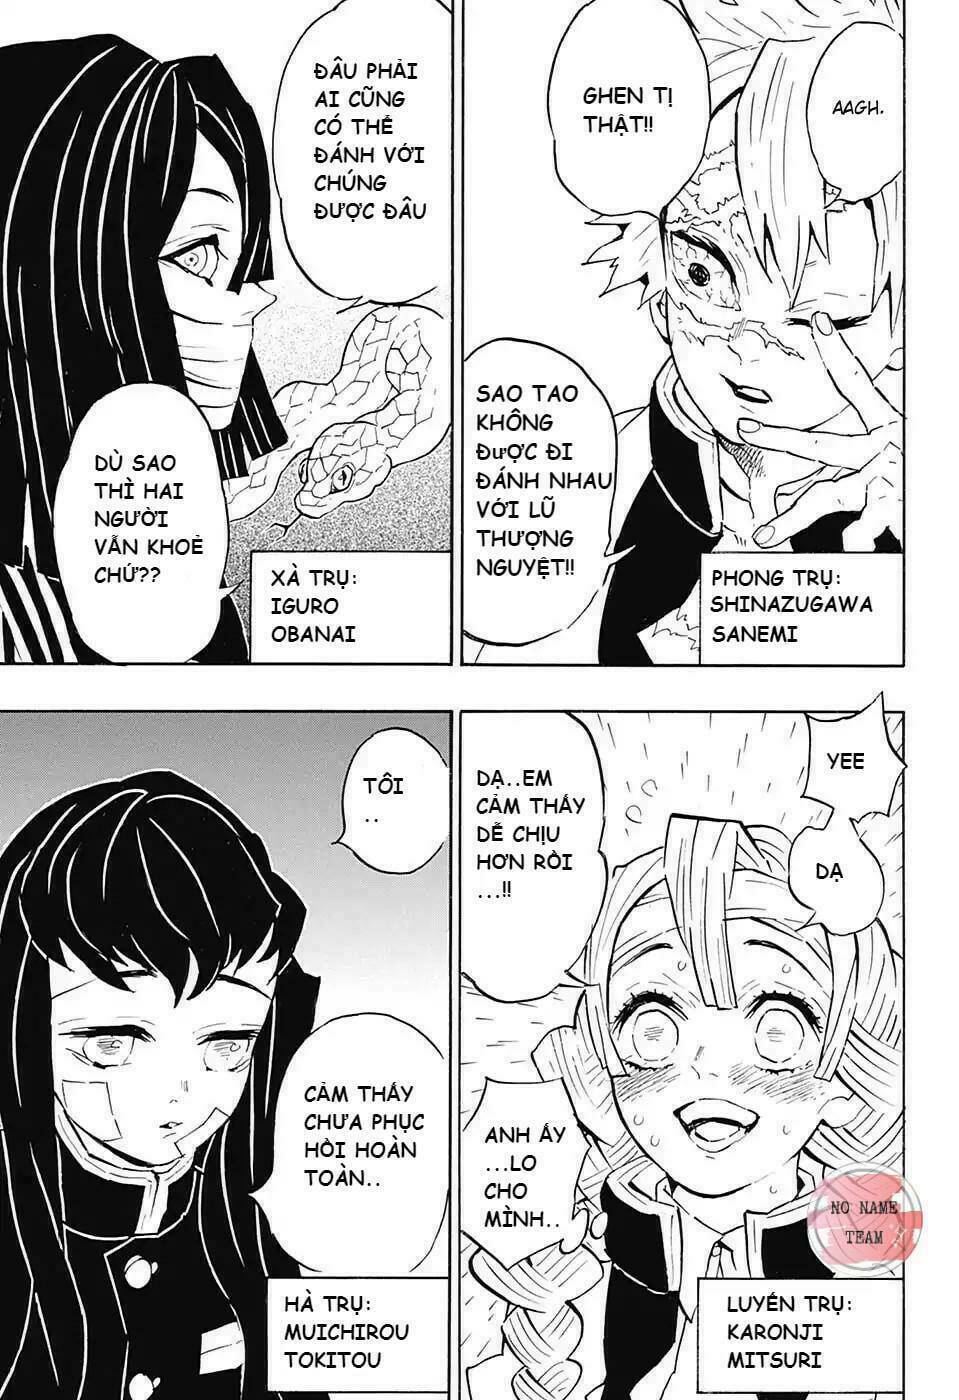 AAGH.
GHEN TỊ
THẬT!!
SAO TAO
KHÔNG
ĐƯỢC ĐI
ĐÁNH NHAU
VỚI LŨ
THƯỢNG
NGUYỆT!!
PHONG TRỤ:
SHINAZUGAWA
SANEMI
ĐÂU PHẢI
AI CŨNG
CÓ THỂ
ĐÁNH VỚI
CHÚNG
ĐƯỢC ĐÂU
DÙ SAO
THÌ HAI
NGƯỜI
VẪN KHOẺ
CHỨ??
XÀ TRỤ:
IGURO
OBANAI
YEE
DẠ
DẠ..EM
CẢM THẤY
DỄ CHỊU
HƠN RỒI
...!!
ANH ẤY
...LO
CHO
MÌNH..
NO NAME
TEAM
LUYẾN TRỤ:
KARONJI
MITSURI
TÔI
..
CẢM THẤY
CHƯA PHỤC
HỒI HOÀN
TOÀN..
HÀ TRỤ:
MUICHIROU
TOKITOU